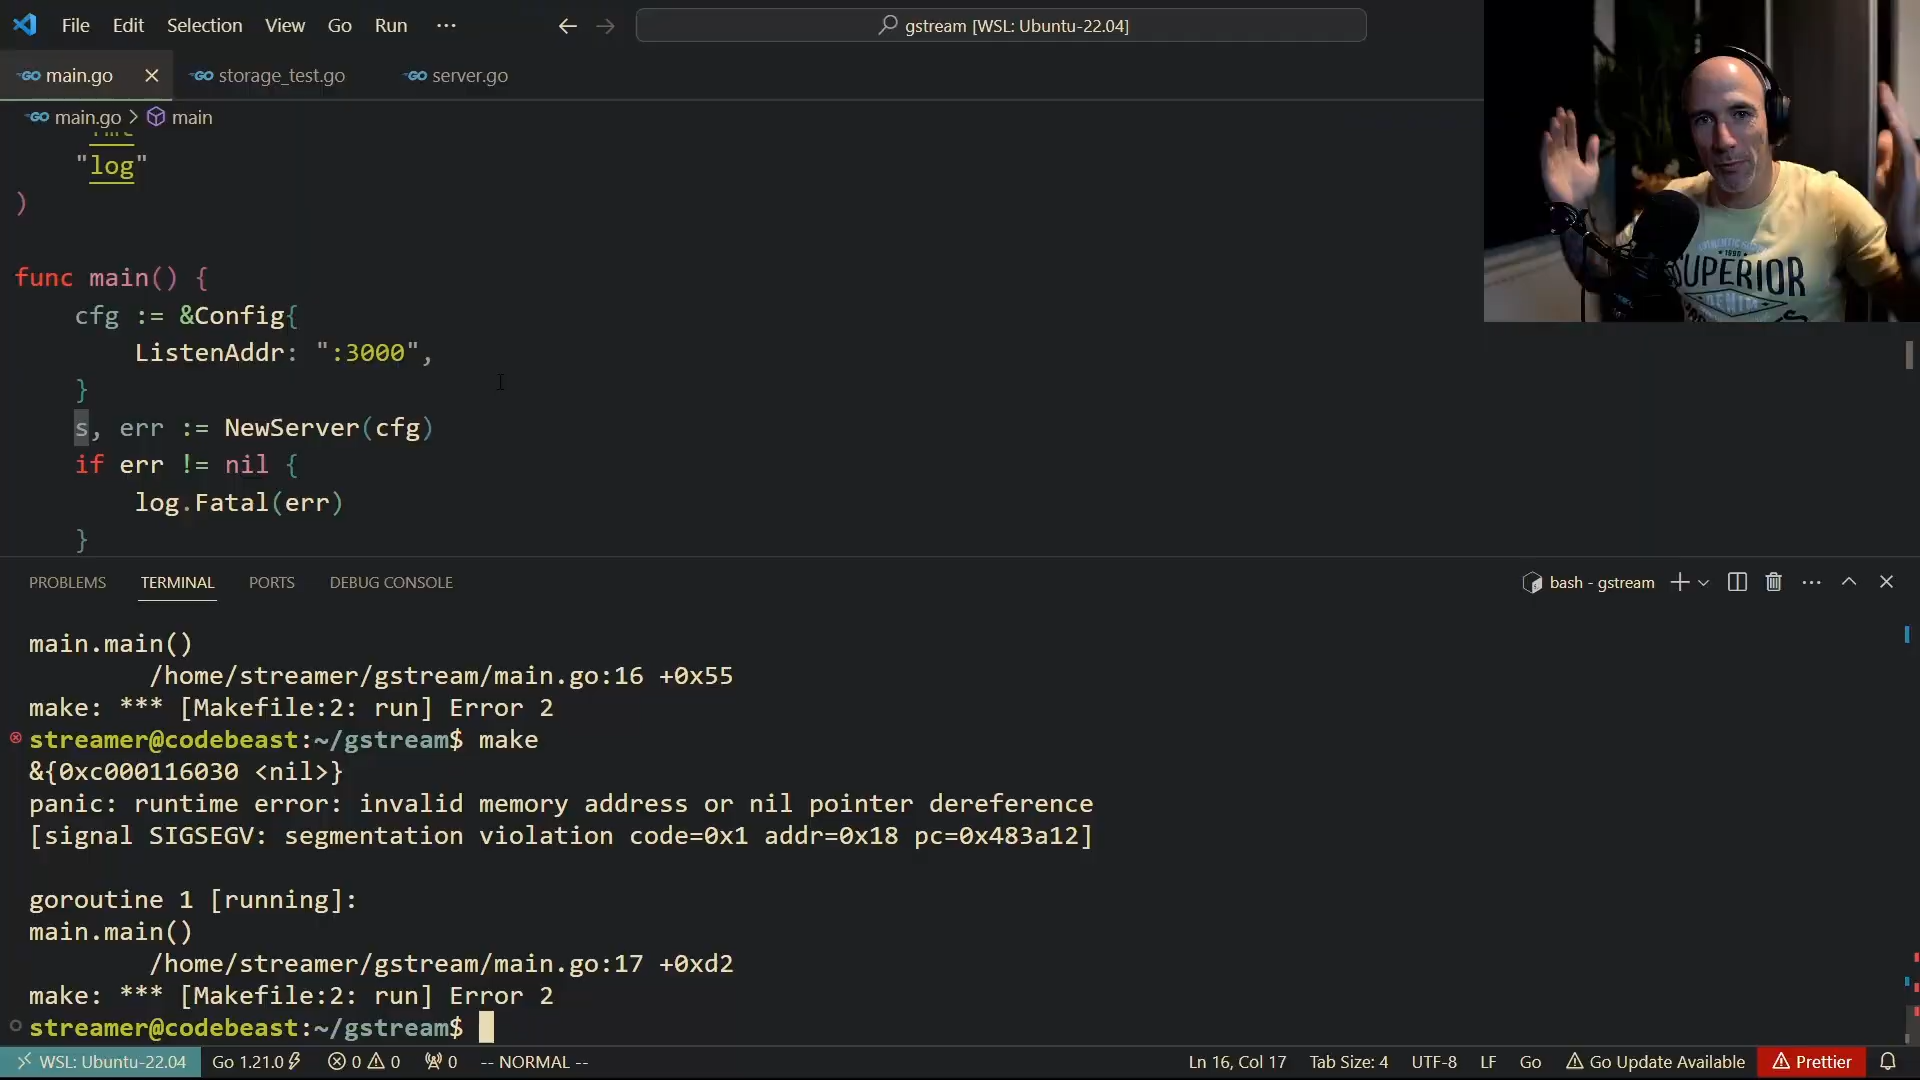 File Edit Selection View Go Run ···
gstream [WSL: Ubuntu-22.04]
main.go storage_test.go server.go
main.go > main
"log"
)
func main() {
cfg := &Config{
ListenAddr: ":3000",
}
s, err := NewServer(cfg)
if err != nil {
log.Fatal(err)
}
SUPERIOR
PROBLEMS TERMINAL PORTS DEBUG CONSOLE
bash - gstream
main.main()
/home/streamer/gstream/main.go:16 +0x55
make: *** [Makefile:2: run] Error 2
streamer@codebeast:~/gstream$ make
&{0xc000116030 <nil>}
panic: runtime error: invalid memory address or nil pointer dereference
[signal SIGSEGV: segmentation violation code=0x1 addr=0x18 pc=0x483a12]
goroutine 1 [running]:
main.main()
/home/streamer/gstream/main.go:17 +0xd2
make: *** [Makefile:2: run] Error 2
streamer@codebeast:~/gstream$
WSL: Ubuntu-22.04 Go 1.21.0 0 0 0 -- NORMAL -- Ln 16, Col 17 Tab Size: 4 UTF-8 LF Go Go Update Available Prettier